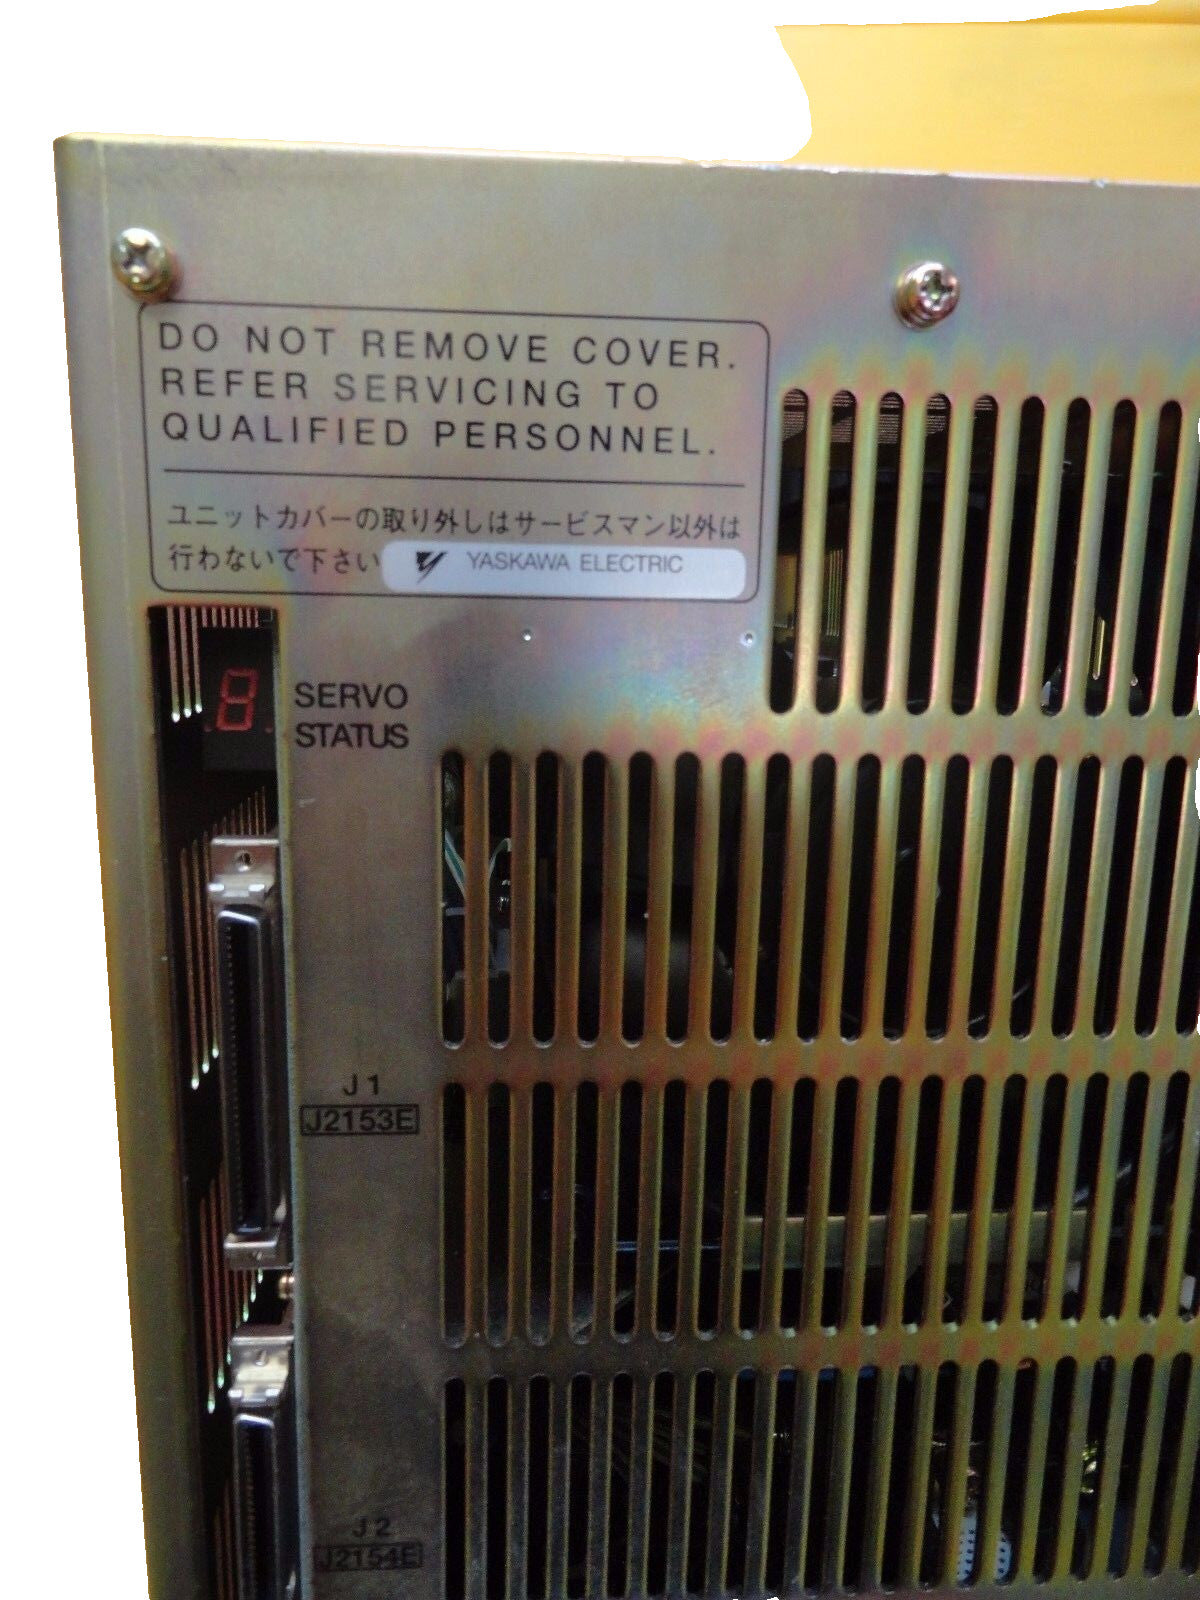 DO NOT REMOVE COVER.
REFER SERVICING TO
QUALIFIED PERSONNEL.
ユニットカバーの取り外しはサービスマン以外は
行わないで下さい
YASKAWA ELECTRIC
8
SERVO
STATUS
J1
J2153E
J2
J2154E